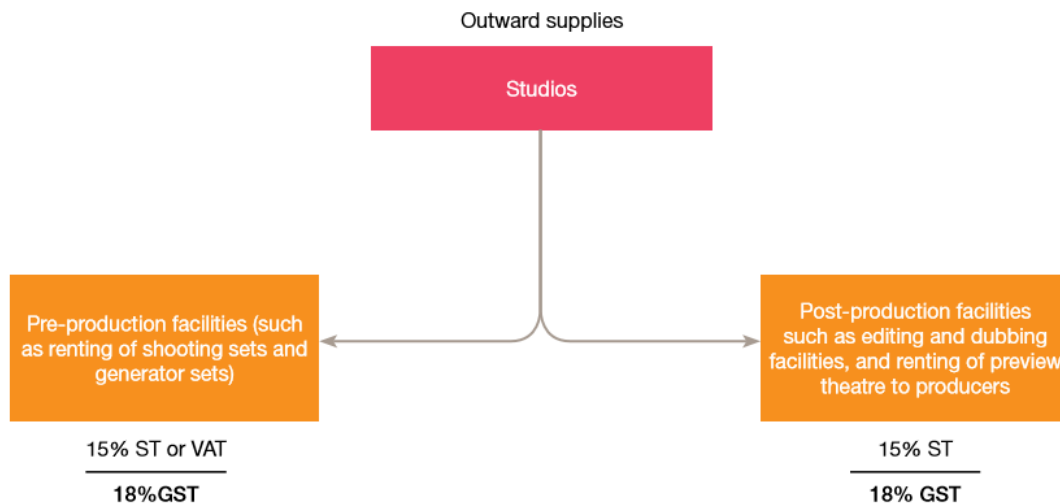 Outward supplies
Studios
Pre-production facilities (such
as renting of shooting sets and
generator sets)
15% ST or VAT
18%GST
Post-production facilities
such as editing and dubbing
facilities, and renting of preview
theatre to producers
15% ST
18% GST